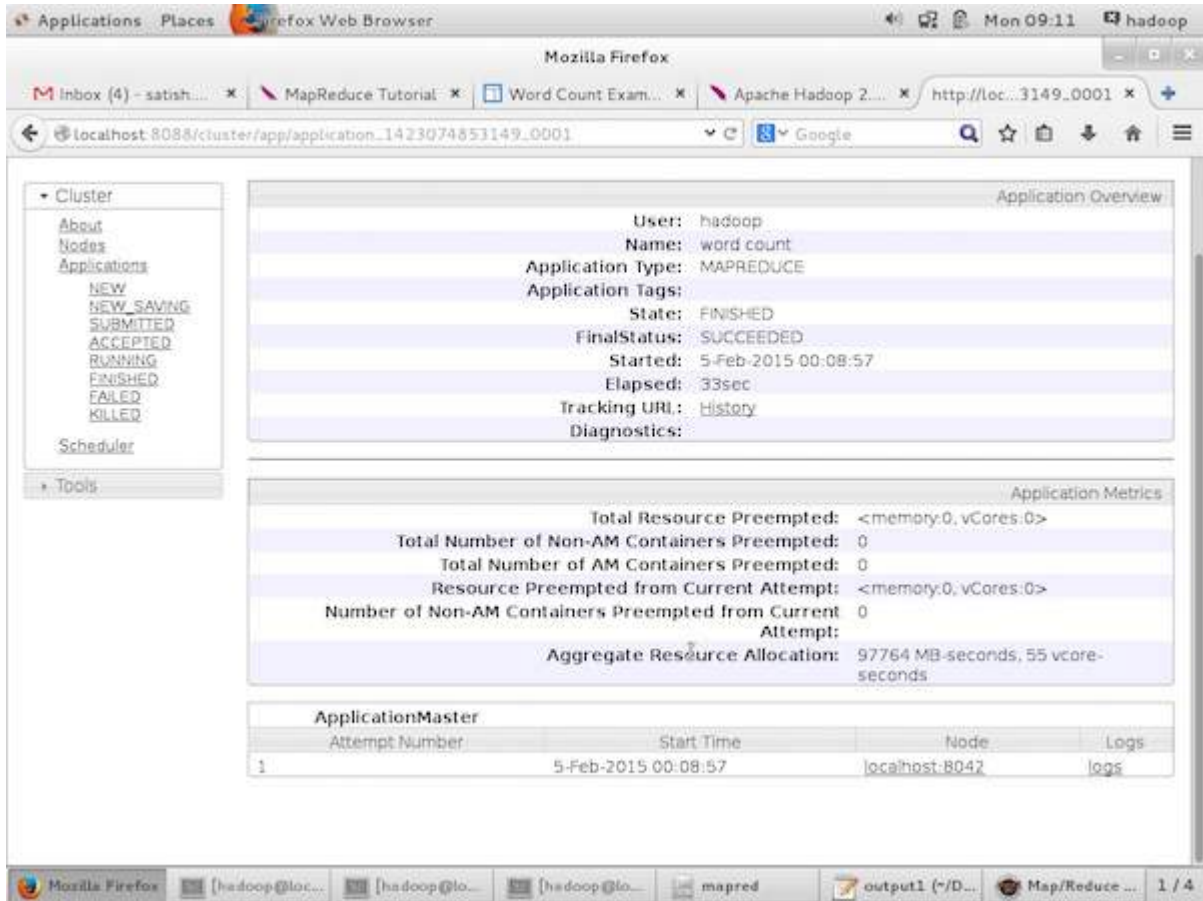 Applications Places refox Web Browser Mon 09:11 hadoop
Mozilla Firefox
Inbox (4) - satish.... MapReduce Tutorial Word Count Exam... Apache Hadoop 2.... http://loc...3149_0001
localhost:8088/cluster/app/application_1423074853149_0001 Google
Cluster
About
Nodes
Applications
NEW
NEW_SAVING
SUBMITTED
ACCEPTED
RUNNING
FINISHED
FAILED
KILLED
Scheduler
Tools
Application Overview
User: hadoop
Name: word count
Application Type: MAPREDUCE
Application Tags:
State: FINISHED
FinalStatus: SUCCEEDED
Started: 5-Feb-2015 00:08:57
Elapsed: 33sec
Tracking URL: History
Diagnostics:
Application Metrics
Total Resource Preempted: <memory:0, vCores:0>
Total Number of Non-AM Containers Preempted: 0
Total Number of AM Containers Preempted: 0
Resource Preempted from Current Attempt: <memory:0, vCores:0>
Number of Non-AM Containers Preempted from Current 0
Attempt:
Aggregate Resource Allocation: 97764 MB-seconds, 55 vcore-
seconds
ApplicationMaster
Attempt Number Start Time Node Logs
1 5-Feb-2015 00:08:57 localhost:8042 logs
Mozilla Firefox [hadoop@loc... [hadoop@lo... [hadoop@lo... mapred output1 (~/D... Map/Reduce ... 1 / 4